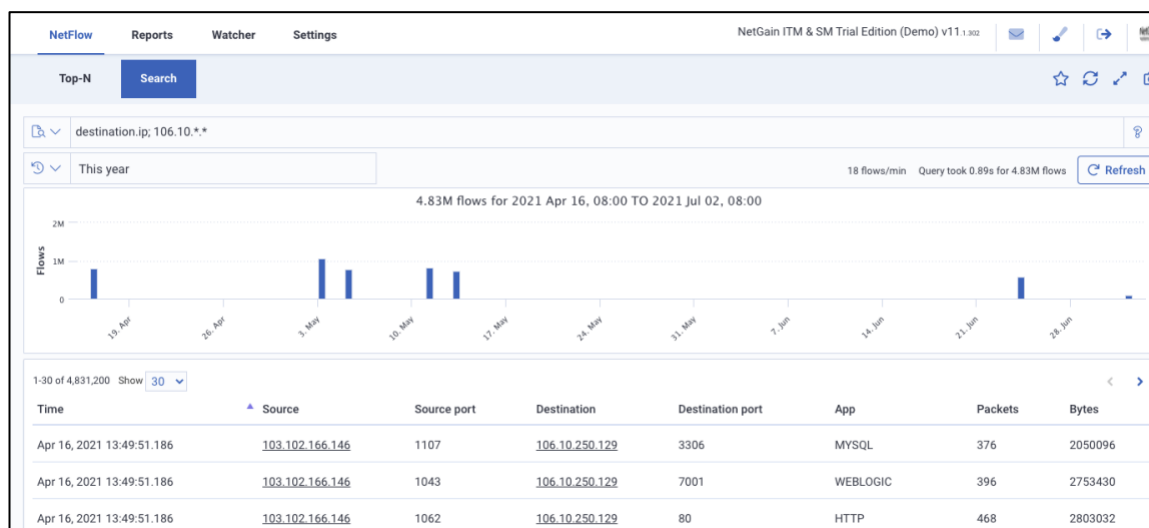 NetFlow Reports Watcher Settings NetGain ITM & SM Trial Edition (Demo) v11.1.302
Top-N Search
destination.ip; 106.10.*.*
This year 18 flows/min Query took 0.89s for 4.83M flows Refresh
4.83M flows for 2021 Apr 16, 08:00 TO 2021 Jul 02, 08:00
Flows
2M
1M
0
19. Apr 26. Apr 3. May 10. May 17. May 24. May 31. May 7. Jun 14. Jun 21. Jun 28. Jun
1-30 of 4,831,200 Show 30
Time Source Source port Destination Destination port App Packets Bytes
Apr 16, 2021 13:49:51.186 103.102.166.146 1107 106.10.250.129 3306 MYSQL 376 2050096
Apr 16, 2021 13:49:51.186 103.102.166.146 1043 106.10.250.129 7001 WEBLOGIC 396 2753430
Apr 16, 2021 13:49:51.186 103.102.166.146 1062 106.10.250.129 80 HTTP 468 2803032